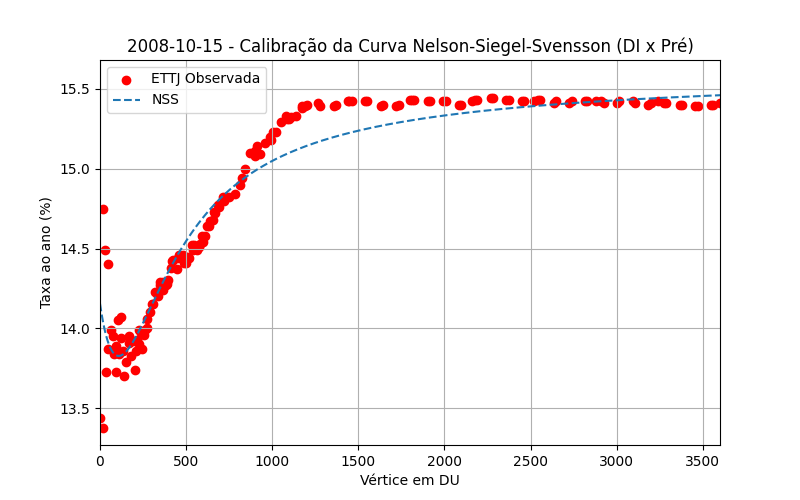 2008-10-15 - Calibração da Curva Nelson-Siegel-Svensson (DI x Pré)
ETTJ Observada
NSS
Taxa ao ano (%)
15.5
15.0
14.5
14.0
13.5
0 500 1000 1500 2000 2500 3000 3500
Vértice em DU